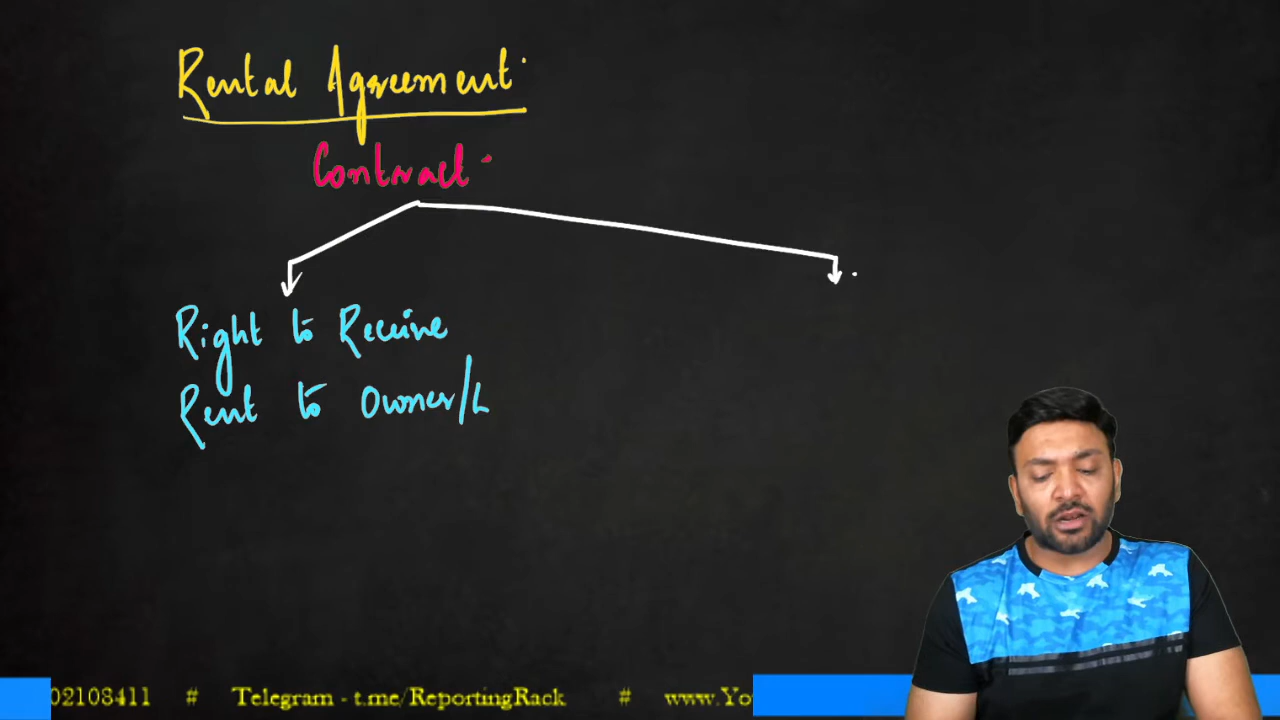 Rental Agreement
Contract
Right to Receive
Rent to Owner/L
02108411 # Telegram - t.me/ReportingRack # www.Yo